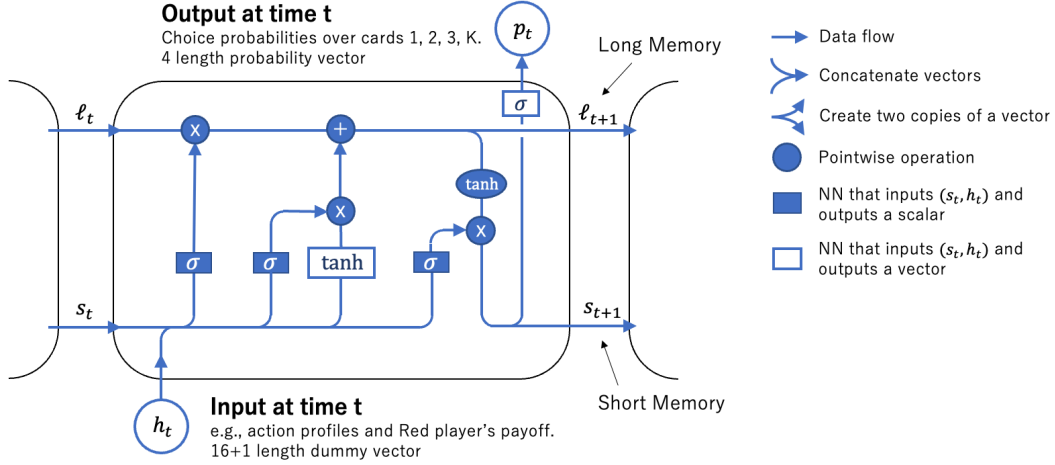 Output at time t
Choice probabilities over cards 1, 2, 3, K.
4 length probability vector
p_t
Long Memory
σ
ℓ_t
x
+
ℓ_{t+1}
tanh
x
x
σ
σ
tanh
σ
s_t
s_{t+1}
h_t
Input at time t
e.g., action profiles and Red player's payoff.
16+1 length dummy vector
Short Memory
Data flow
Concatenate vectors
Create two copies of a vector
Pointwise operation
NN that inputs (s_t, h_t) and
outputs a scalar
NN that inputs (s_t, h_t) and
outputs a vector